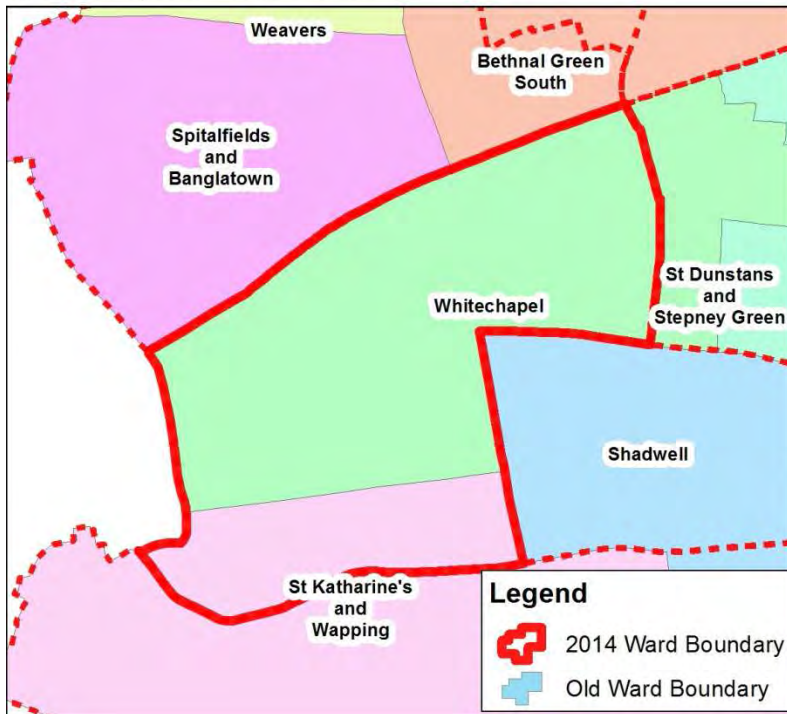 Weavers
Bethnal Green
South
Spitalfields
and
Banglatown
St Dunstans
and
Stepney Green
Whitechapel
Shadwell
St Katharine's
and
Wapping
Legend
2014 Ward Boundary
Old Ward Boundary